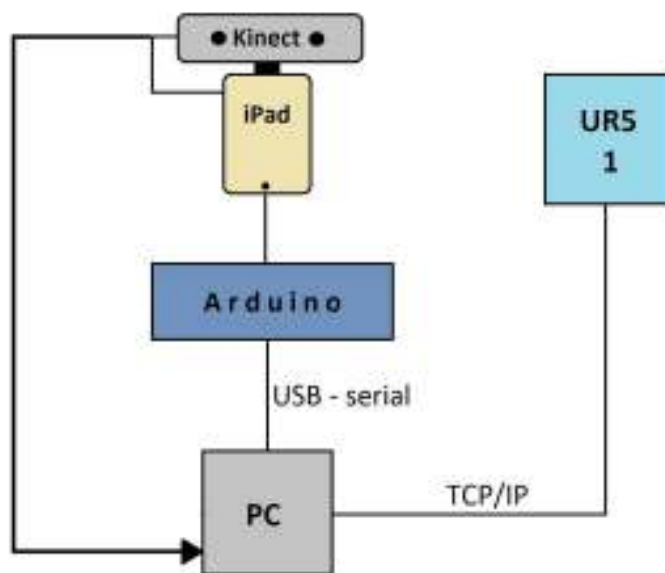 Kinect
iPad
UR5
1
Arduino
USB - serial
PC
TCP/IP